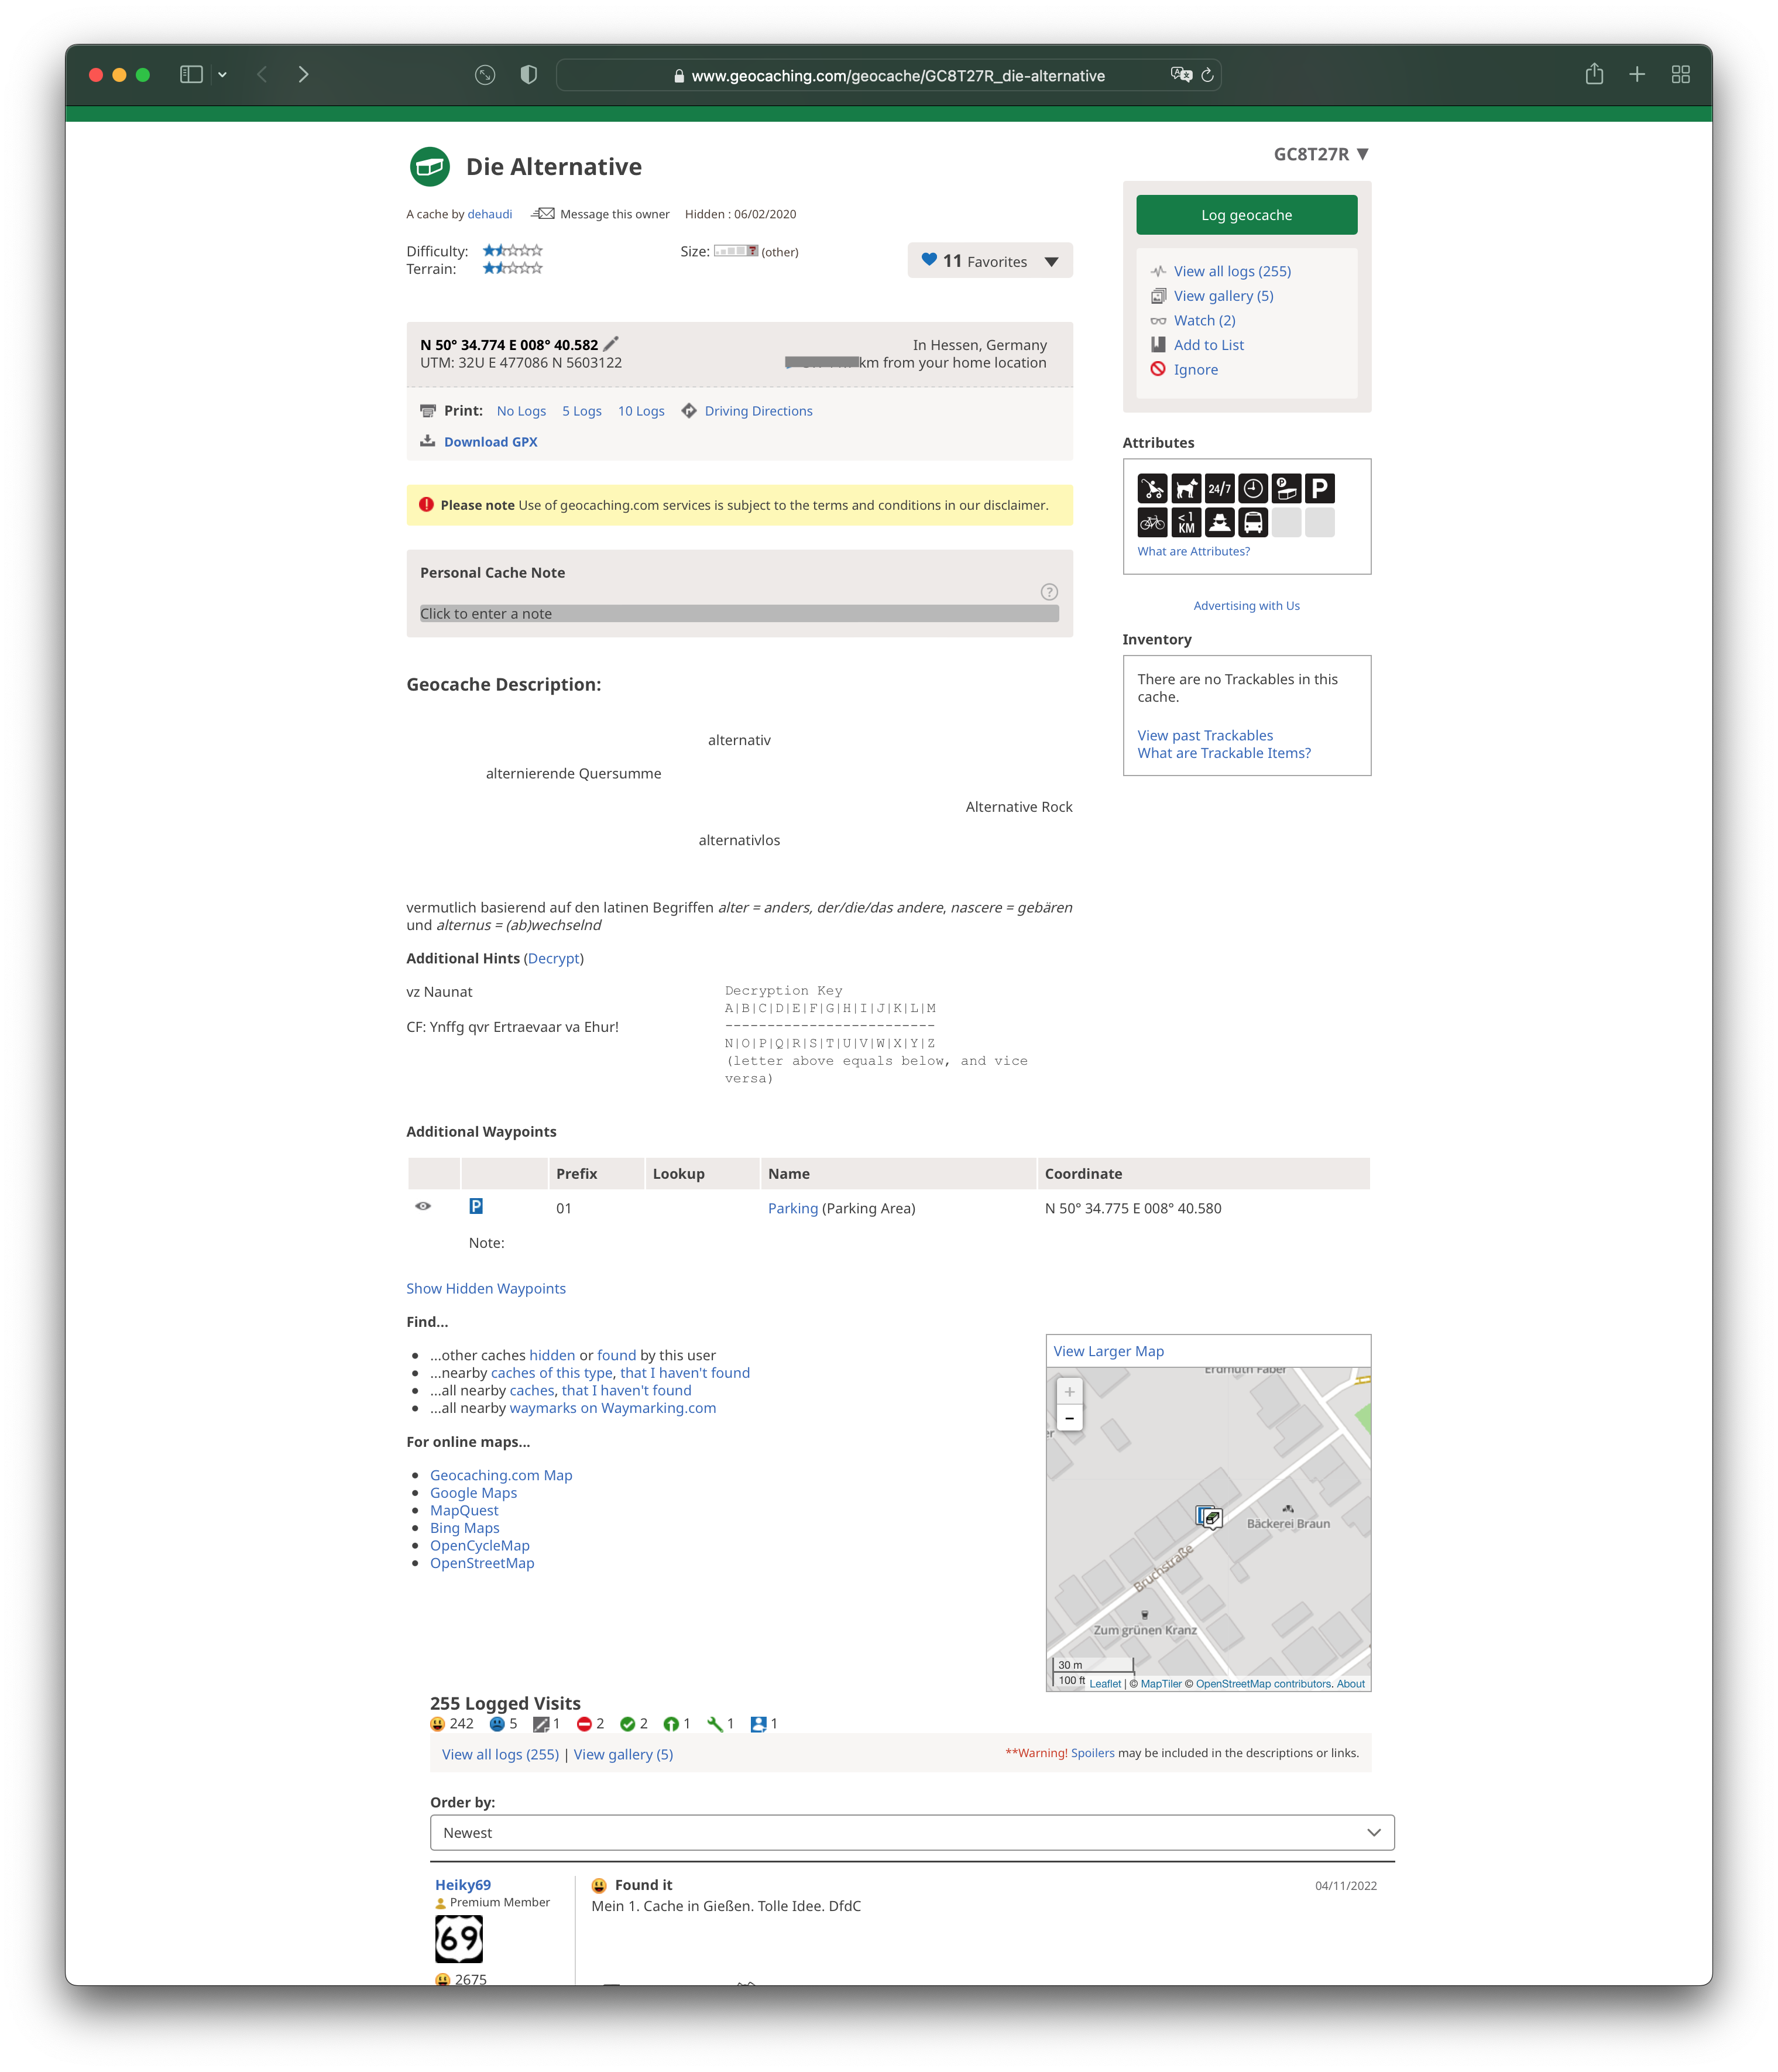 www.geocaching.com/geocache/GC8T27R_die-alternative
Die Alternative
GC8T27R ▼
A cache by dehaudi Message this owner Hidden : 06/02/2020
Difficulty:
Terrain:
Size: (other)
11 Favorites
Log geocache
View all logs (255)
View gallery (5)
Watch (2)
Add to List
Ignore
N 50° 34.774 E 008° 40.582
UTM: 32U E 477086 N 5603122
In Hessen, Germany
km from your home location
Print: No Logs 5 Logs 10 Logs Driving Directions
Download GPX
Attributes
24/7
P
P
< 1
KM
What are Attributes?
Please note Use of geocaching.com services is subject to the terms and conditions in our disclaimer.
Personal Cache Note
?
Click to enter a note
Advertising with Us
Inventory
There are no Trackables in this
cache.
View past Trackables
What are Trackable Items?
Geocache Description:
alternativ
alternierende Quersumme
Alternative Rock
alternativlos
vermutlich basierend auf den latinen Begriffen alter = anders, der/die/das andere, nascere = gebären
und alternus = (ab)wechselnd
Additional Hints (Decrypt)
vz Naunat
CF: Ynffg qvr Ertraevaar va Ehur!
Decryption Key
A|B|C|D|E|F|G|H|I|J|K|L|M
-------------------------
N|O|P|Q|R|S|T|U|V|W|X|Y|Z
(letter above equals below, and vice
versa)
Additional Waypoints
Prefix Lookup Name Coordinate
P 01 Parking (Parking Area) N 50° 34.775 E 008° 40.580
Note:
Show Hidden Waypoints
Find...
...other caches hidden or found by this user
...nearby caches of this type, that I haven't found
...all nearby caches, that I haven't found
...all nearby waymarks on Waymarking.com
For online maps...
Geocaching.com Map
Google Maps
MapQuest
Bing Maps
OpenCycleMap
OpenStreetMap
View Larger Map
Erdmuth Faber
+
−
er
Bäckerei Braun
Bruchstraße
Zum grünen Kranz
30 m
100 ft
Leaflet | © MapTiler © OpenStreetMap contributors. About
255 Logged Visits
242 5 1 2 2 1 1 1
View all logs (255) | View gallery (5)
**Warning! Spoilers may be included in the descriptions or links.
Order by:
Newest
Heiky69
Premium Member
69
2675
Found it
04/11/2022
Mein 1. Cache in Gießen. Tolle Idee. DfdC